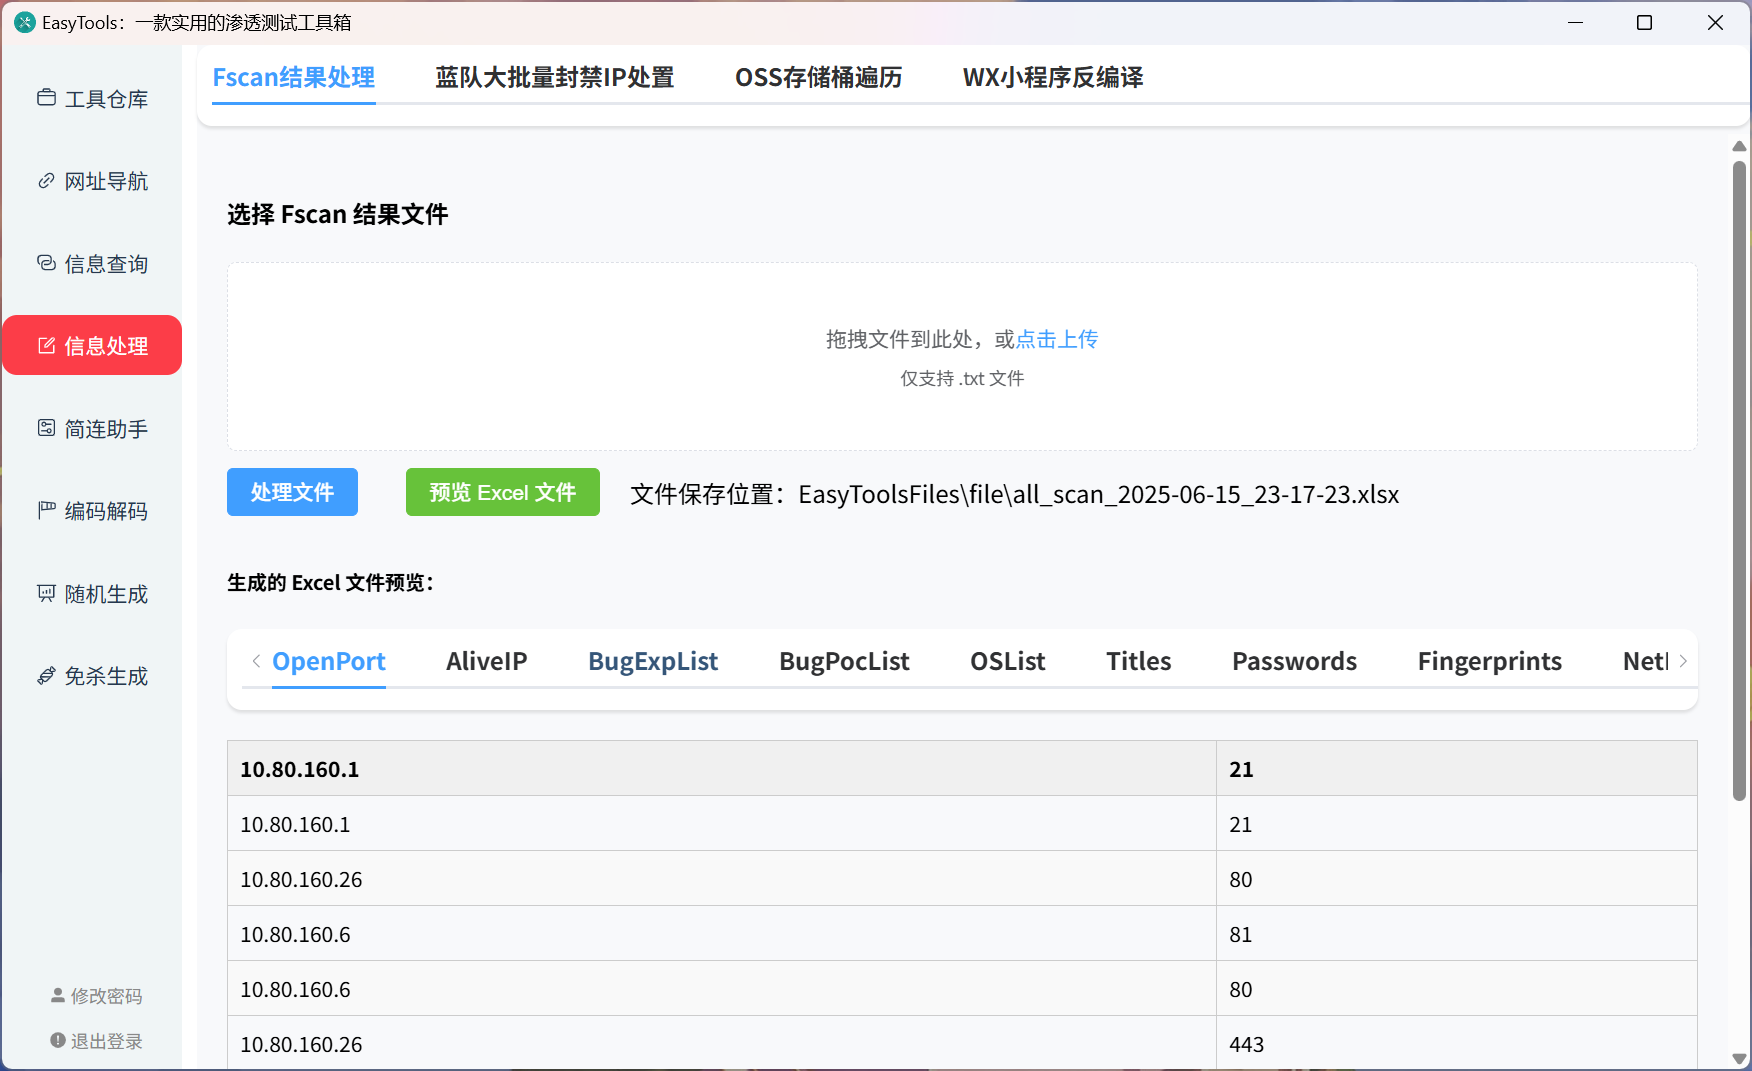 EasyTools：一款实用的渗透测试工具箱
工具仓库
网址导航
信息查询
信息处理
简连助手
编码解码
随机生成
免杀生成
修改密码
退出登录
Fscan结果处理 蓝队大批量封禁IP处置 OSS存储桶遍历 WX小程序反编译
选择 Fscan 结果文件
拖拽文件到此处，或点击上传
仅支持 .txt 文件
处理文件 预览 Excel 文件 文件保存位置：EasyToolsFiles\file\all_scan_2025-06-15_23-17-23.xlsx
生成的 Excel 文件预览：
OpenPort AliveIP BugExpList BugPocList OSList Titles Passwords Fingerprints
10.80.160.1 21
10.80.160.1 21
10.80.160.26 80
10.80.160.6 81
10.80.160.6 80
10.80.160.26 443